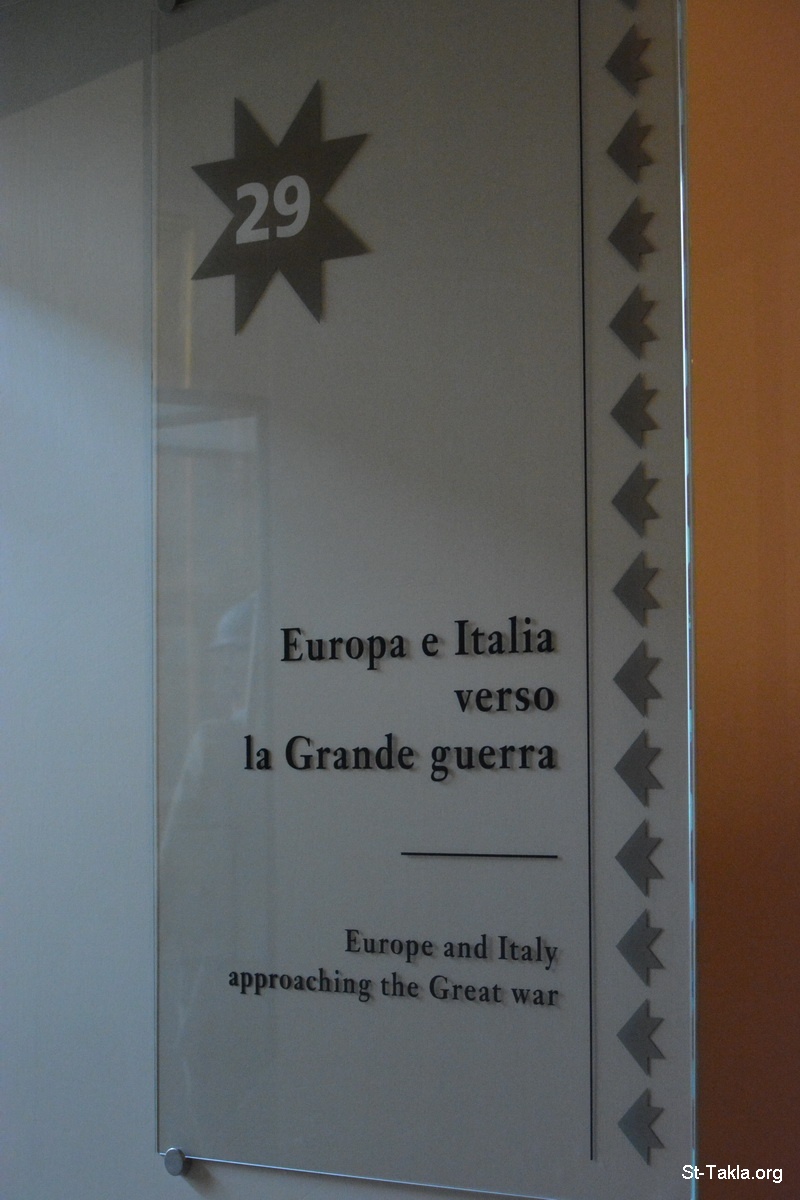 29
Europa e Italia
verso
la Grande guerra
Europe and Italy
approaching the Great war
St-Takla.org